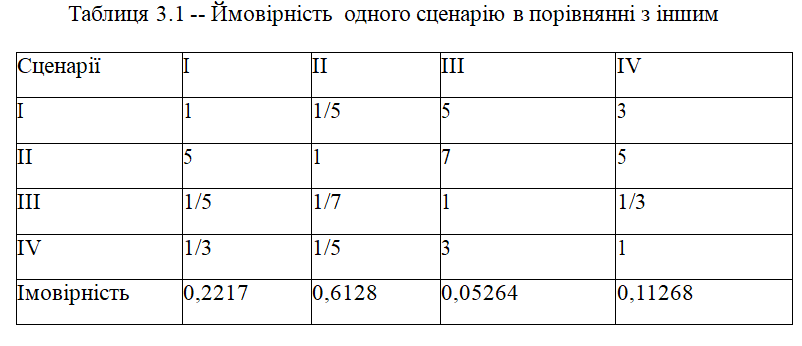 Таблиця 3.1 -- Ймовірність одного сценарію в порівнянні з іншим
Сценарії I II III IV
I 1 1/5 5 3
II 5 1 7 5
III 1/5 1/7 1 1/3
IV 1/3 1/5 3 1
Імовірність 0,2217 0,6128 0,05264 0,11268